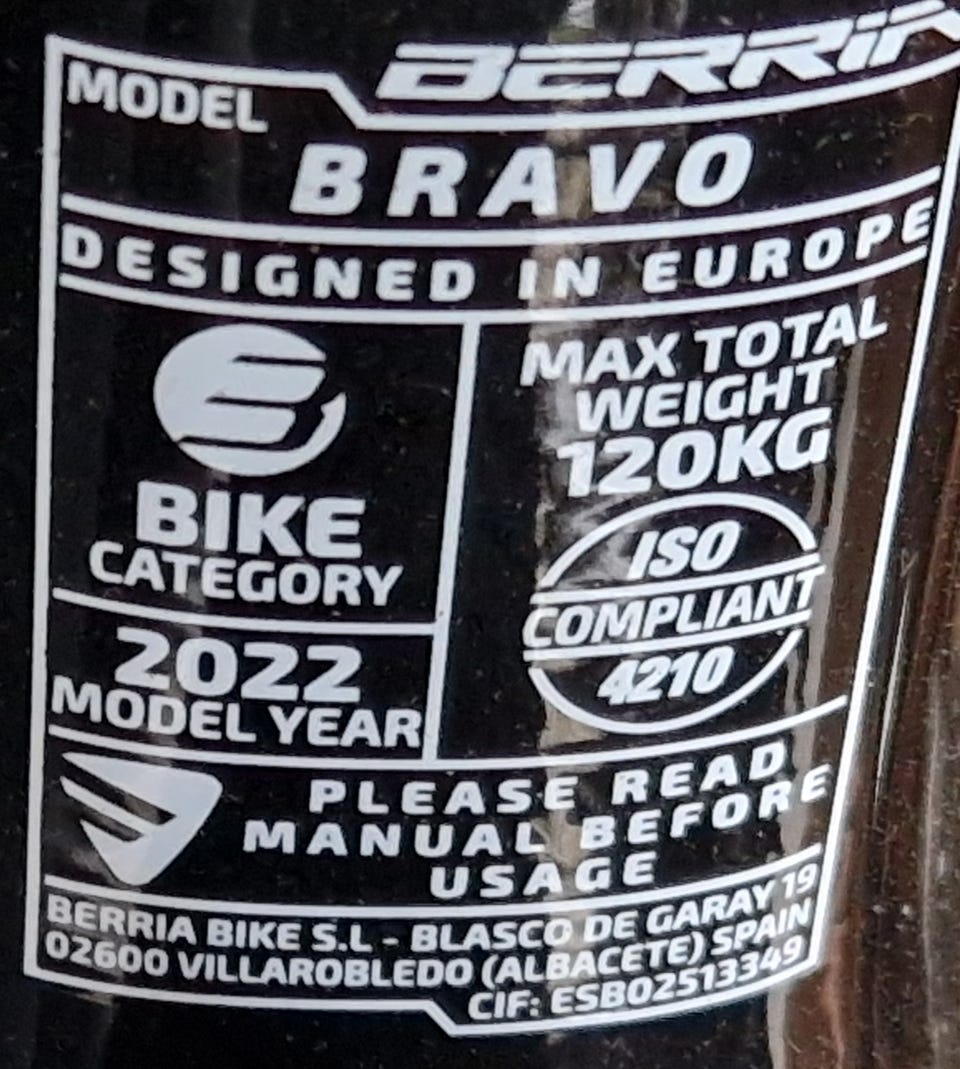 BERRIA
MODEL
BRAVO
DESIGNED IN EUROPE
BIKE
CATEGORY
2022
MODEL YEAR
MAX TOTAL
WEIGHT
120KG
ISO
COMPLIANT
4210
PLEASE READ
MANUAL BEFORE
USAGE
BERRIA BIKE S.L - BLASCO DE GARAY 19
02600 VILLAROBLEDO (ALBACETE) SPAIN
CIF: ESB02513349